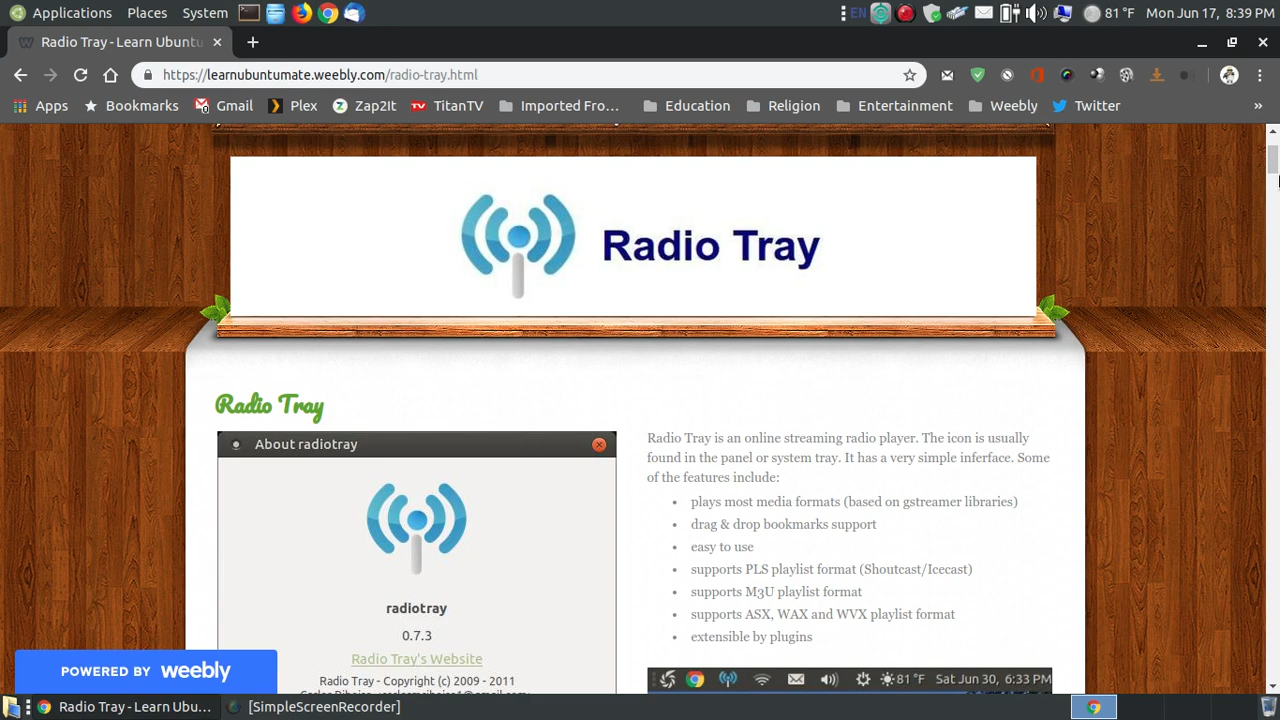 Applications Places System EN 81 °F Mon Jun 17, 8:39 PM
Radio Tray - Learn Ubuntu
https://learnubuntumate.weebly.com/radio-tray.html
Apps Bookmarks Gmail Plex Zap2It TitanTV Imported Fro... Education Religion Entertainment Weebly Twitter »
Radio Tray
Radio Tray
About radiotray
radiotray
0.7.3
Radio Tray's Website
Radio Tray - Copyright (c) 2009 - 2011
Radio Tray is an online streaming radio player. The icon is usually
found in the panel or system tray. It has a very simple inferface. Some
of the features include:
• plays most media formats (based on gstreamer libraries)
• drag & drop bookmarks support
• easy to use
• supports PLS playlist format (Shoutcast/Icecast)
• supports M3U playlist format
• supports ASX, WAX and WVX playlist format
• extensible by plugins
81 °F Sat Jun 30, 6:33 PM
POWERED BY weebly
Radio Tray - Learn Ubu... [SimpleScreenRecorder]